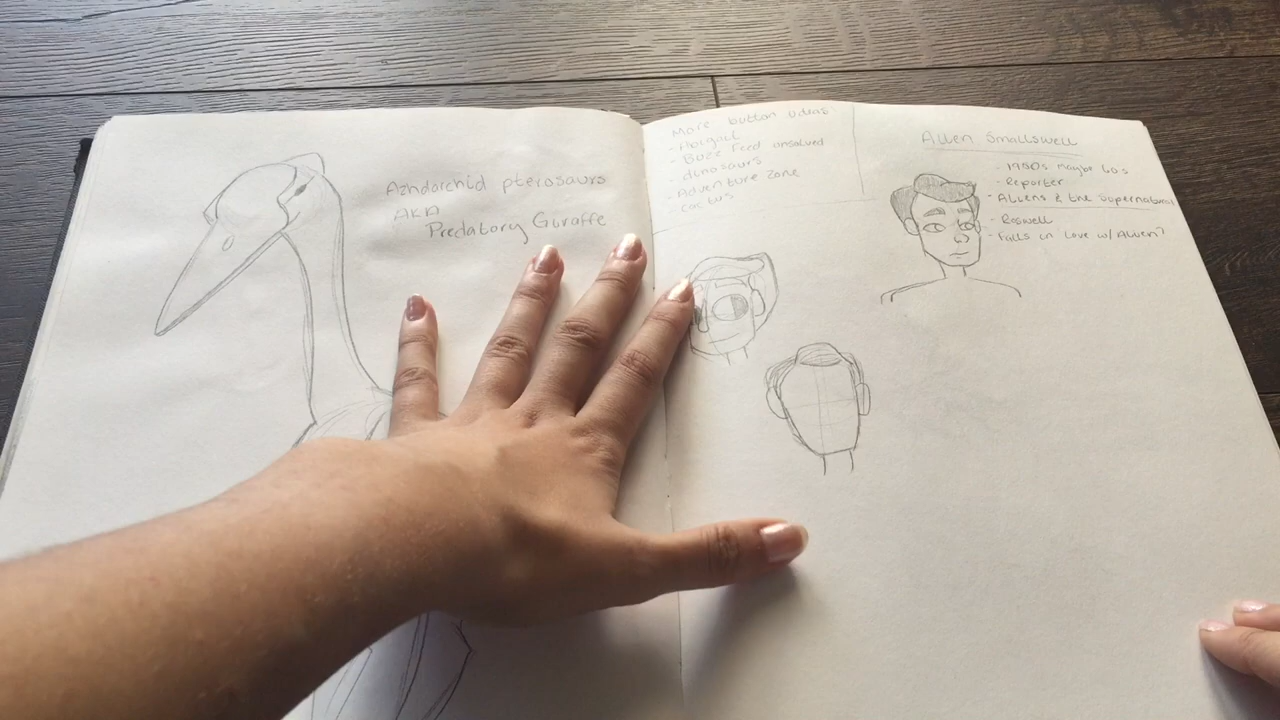 Azhdarchid pterosaurs
AKA
Predatory Giraffe
More button ideas
- Buzz Feed unsolved
- dinosaurs
- Adventure Zone
- cactus
Allen Smallswell
- 1950s maybe 60s
- Reporter
- Aliens & the Supernatural
- Roswell
- Falls in love w/ Alien?